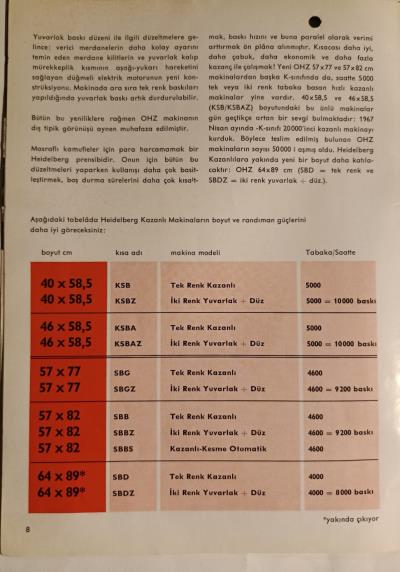 Yuvarlak baskı düzeni ile ilgili düzeltmelere ge-
lince; verici merdanelerin daha kolay ayarını
temin eden merdane kilitlerin ve yuvarlak kalıp
mürekkeplik kısmının aşağı-yukarı hareketini
sağlayan düğmeli elektrik motorunun yeni kon-
strüksiyonu. Makinada ara sıra tek renk baskıları
yapıldığında yuvarlak baskı artık durdurulabilir.
Bütün bu yeniliklere rağmen OHZ makinanın
dış tipik görünüşü aynen muhafaza edilmiştir.
Masraflı kamufleler için para harcamamak bir
Heidelberg prensibidir. Onun için bütün bu
düzeltmeleri yaparken kullanışı daha çok basit-
leştirmek, boş durma sürelerini daha çok kısalt-
mak, baskı hızını ve buna paralel olarak verimi
arttırmak ön plâna alınmıştır. Kısacası daha iyi,
daha çabuk, daha ekonomik ve daha fazla
kazanç ile çalışmak! Yeni OHZ 57x77 ve 57x82 cm
makinalardan başka K-sınıfında da, saatte 5000
tek veya iki renk tabaka basan hızlı kazanlı
makinalar yine vardır. 40x58,5 ve 46x58,5
(KSB/KSBAZ) boyutundaki bu ünlü makinalar
gün geçtikçe artan bir sevgi bulmaktadır: 1967
Nisan ayında -K-sınıfı 20000'inci kazanlı makinayı
kurduk. Böylece teslim edilmiş bulunan OHZ
makinaların sayısı 50000 i aşmış oldu. Heidelberg
Kazanlılara yakında yeni bir boyut daha katıla-
caktır: OHZ 64x89 cm (SBD = tek renk ve
SBDZ = iki renk yuvarlak + düz.).
Aşağıdaki tabelâda Heidelberg Kazanlı Makinaların boyut ve randıman güçlerini
daha iyi göreceksiniz:
boyut cm kısa adı makina modeli Tabaka/Saatte
40 x 58,5 KSB Tek Renk Kazanlı 5000
40 x 58,5 KSBZ İki Renk Yuvarlak + Düz 5000 = 10000 baskı
46 x 58,5 KSBA Tek Renk Kazanlı 5000
46 x 58,5 KSBAZ İki Renk Yuvarlak + Düz 5000 = 10000 baskı
57 x 77 SBG Tek Renk Kazanlı 4600
57 x 77 SBGZ İki Renk Yuvarlak + Düz 4600 = 9200 baskı
57 x 82 SBB Tek Renk Kazanlı 4600
57 x 82 SBBZ İki Renk Yuvarlak + Düz 4600 = 9200 baskı
57 x 82 SBBS Kazanlı-Kesme Otomatik 4600
64 x 89* SBD Tek Renk Kazanlı 4000
64 x 89* SBDZ İki Renk Yuvarlak + Düz 4000 = 8000 baskı
*yakında çıkıyor
8